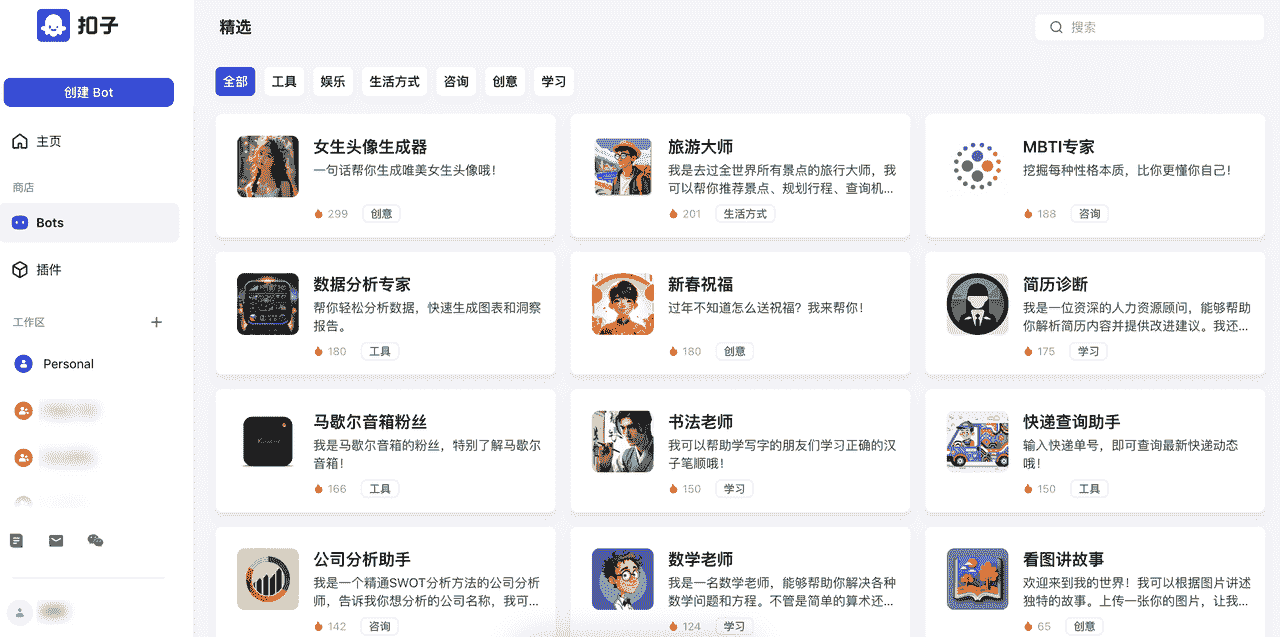 扣子
创建 Bot
主页
商店
Bots
插件
工作区
Personal
精选
搜索
全部
工具
娱乐
生活方式
咨询
创意
学习
女生头像生成器
一句话帮你生成唯美女生头像哦！
299 创意
旅游大师
我是去过全世界所有景点的旅行大师，我
可以帮你推荐景点、规划行程、查询机...
201 生活方式
MBTI专家
挖掘每种性格本质，比你更懂你自己！
188 咨询
数据分析专家
帮你轻松分析数据，快速生成图表和洞察
报告。
180 工具
新春祝福
过年不知道怎么送祝福？我来帮你！
180 创意
简历诊断
我是一位资深的人力资源顾问，能够帮助
你解析简历内容并提供改进建议。我还...
175 学习
马歇尔音箱粉丝
我是马歇尔音箱的粉丝，特别了解马歇尔
音箱！
166 工具
书法老师
我可以帮助学写字的朋友们学习正确的汉
字笔顺哦！
150 学习
快递查询助手
输入快递单号，即可查询最新快递动态
哦！
150 工具
公司分析助手
我是一个精通SWOT分析方法的公司分析
师，告诉我你想分析的公司名称，我可...
142 咨询
数学老师
我是一名数学老师，能够帮助你解决各种
数学问题和方程。不管是简单的算术还...
124 学习
看图讲故事
欢迎来到我的世界！我可以根据图片讲述
独特的故事。上传一张你的图片，让我...
65 创意